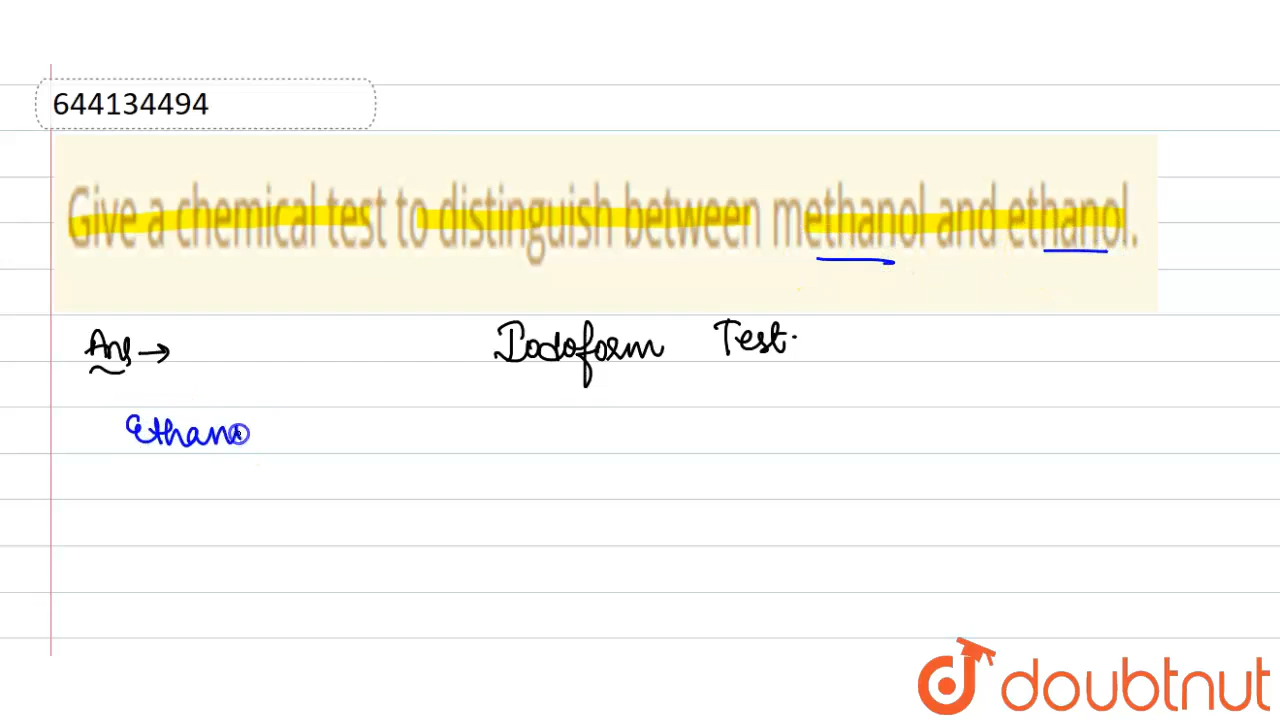 644134494
Give a chemical test to distinguish between methanol and ethanol.
Ans → Iodoform Test.
Ethano
doubtnut